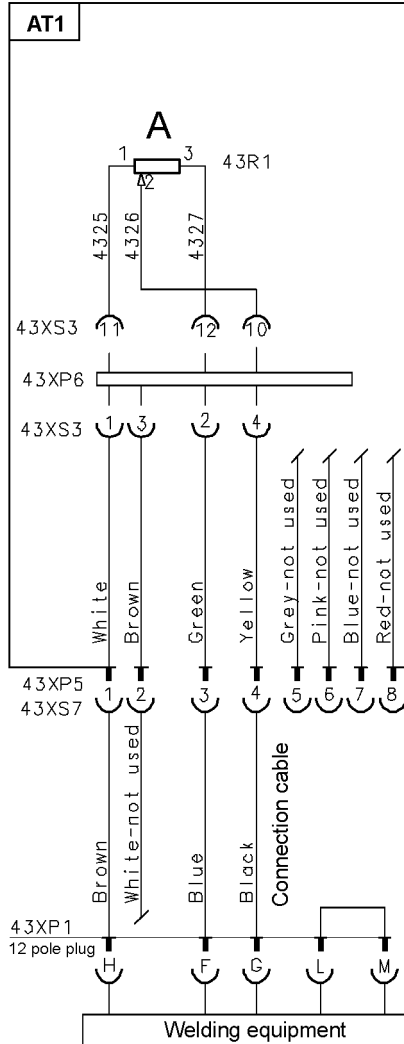 AT1
A
1 3 43R1
2
4325 4326 4327
43XS3 11 12 10
43XP6
43XS3 1 3 2 4
White Brown Green Yellow Grey-not used Pink-not used Blue-not used Red-not used
43XP5
43XS7 1 2 3 4 5 6 7 8
Brown White-not used Blue Black Connection cable
43XP1
12 pole plug H F G L M
Welding equipment